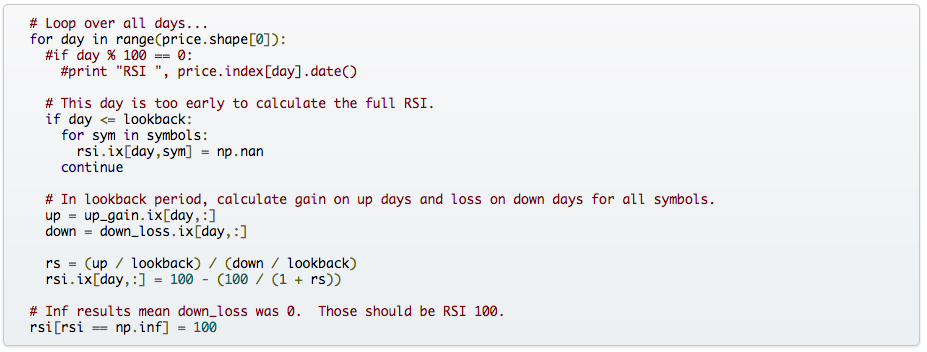 # Loop over all days...
for day in range(price.shape[0]):
  #if day % 100 == 0:
    #print "RSI ", price.index[day].date()

  # This day is too early to calculate the full RSI.
  if day <= lookback:
    for sym in symbols:
      rsi.ix[day,sym] = np.nan
    continue

  # In lookback period, calculate gain on up days and loss on down days for all symbols.
  up = up_gain.ix[day,:]
  down = down_loss.ix[day,:]

  rs = (up / lookback) / (down / lookback)
  rsi.ix[day,:] = 100 - (100 / (1 + rs))

# Inf results mean down_loss was 0.  Those should be RSI 100.
rsi[rsi == np.inf] = 100